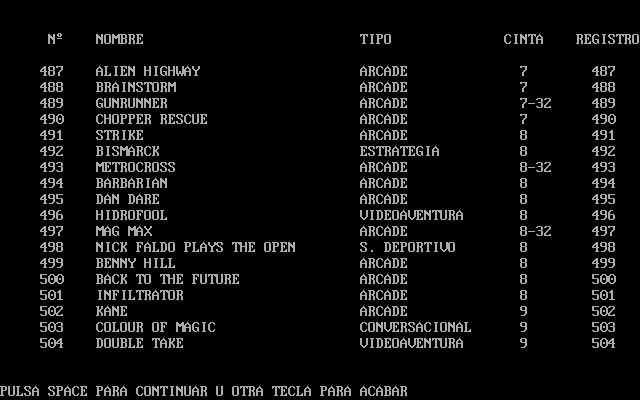 Nº NOMBRE TIPO CINTA REGISTRO
487 ALIEN HIGHWAY ARCADE 7 487
488 BRAINSTORM ARCADE 7 488
489 GUNRUNNER ARCADE 7-32 489
490 CHOPPER RESCUE ARCADE 7 490
491 STRIKE ARCADE 8 491
492 BISMARCK ESTRATEGIA 8 492
493 METROCROSS ARCADE 8-32 493
494 BARBARIAN ARCADE 8 494
495 DAN DARE ARCADE 8 495
496 HIDROFOOL VIDEOAVENTURA 8 496
497 MAG MAX ARCADE 8-32 497
498 NICK FALDO PLAYS THE OPEN S. DEPORTIVO 8 498
499 BENNY HILL ARCADE 8 499
500 BACK TO THE FUTURE ARCADE 8 500
501 INFILTRATOR ARCADE 8 501
502 KANE ARCADE 9 502
503 COLOUR OF MAGIC CONVERSACIONAL 9 503
504 DOUBLE TAKE VIDEOAVENTURA 9 504
PULSA SPACE PARA CONTINUAR U OTRA TECLA PARA ACABAR